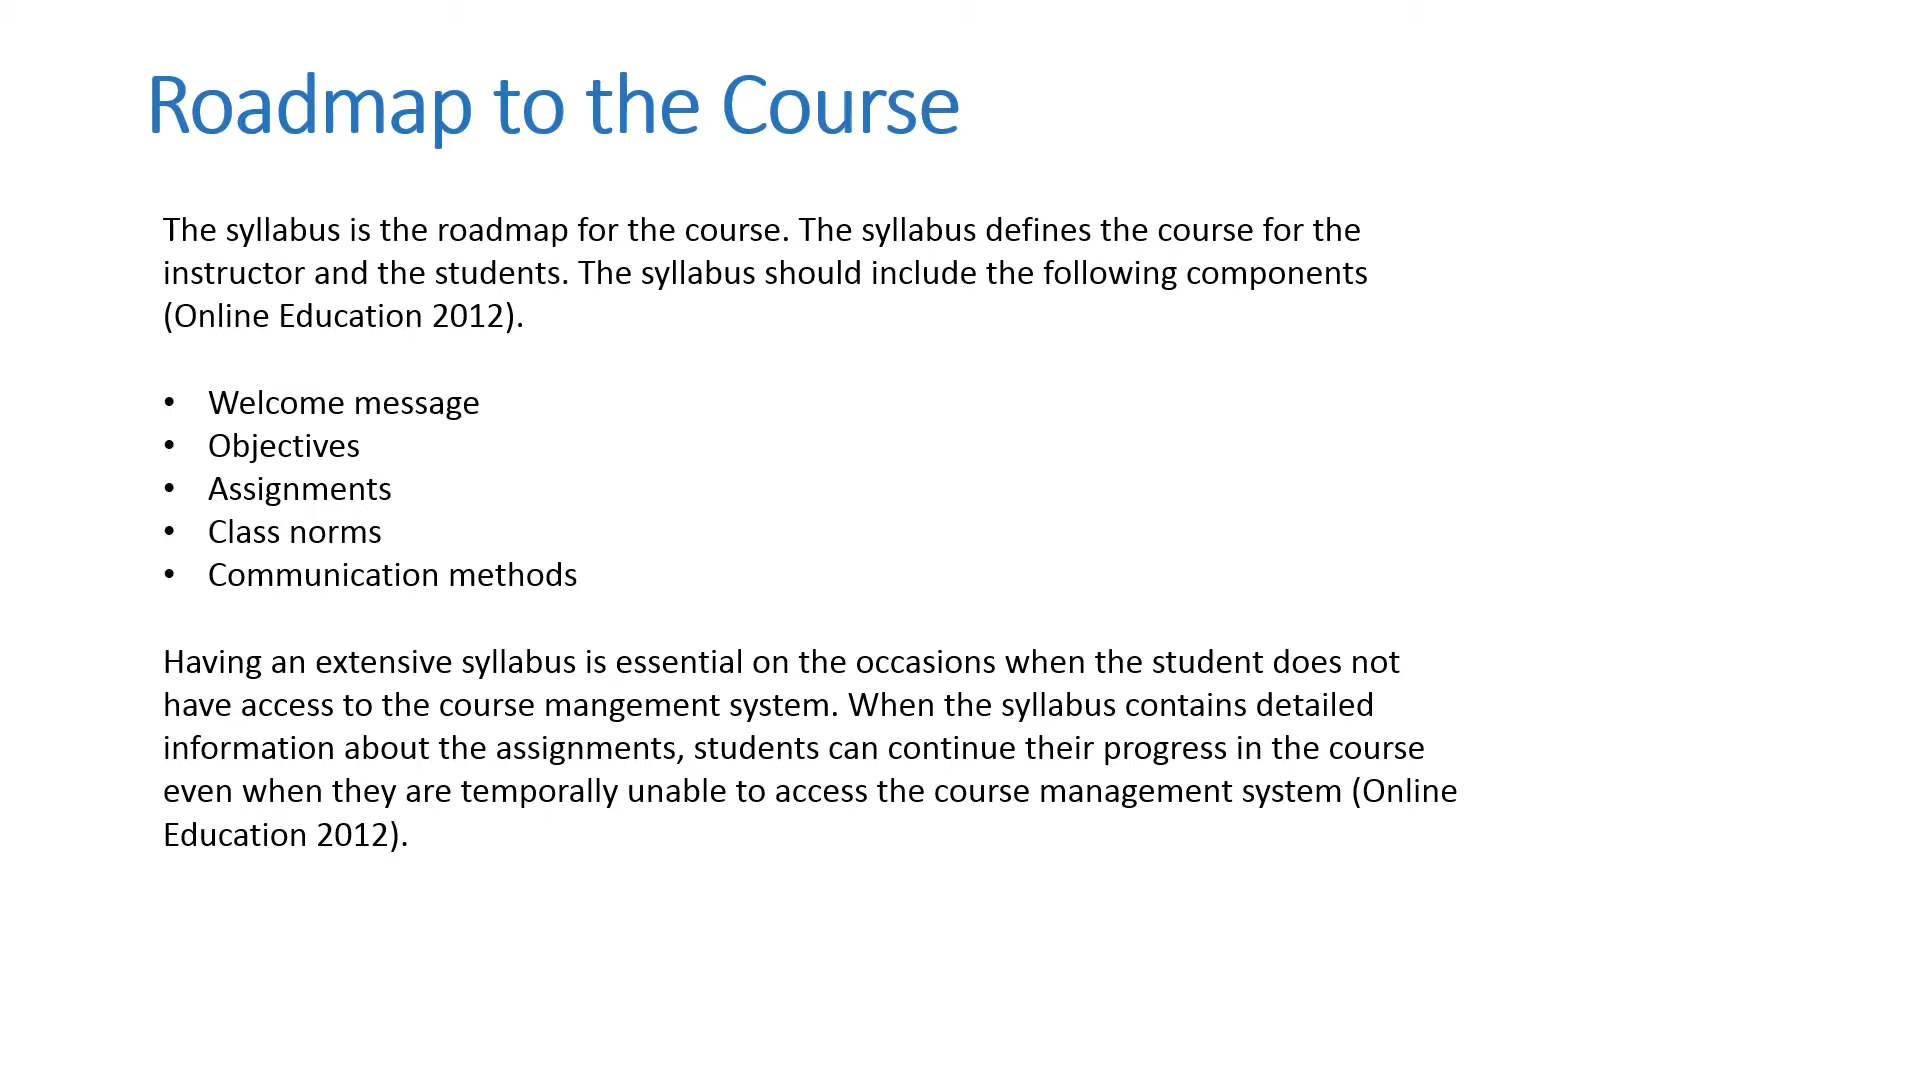 Roadmap to the Course
The syllabus is the roadmap for the course. The syllabus defines the course for the
instructor and the students. The syllabus should include the following components
(Online Education 2012).
• Welcome message
• Objectives
• Assignments
• Class norms
• Communication methods
Having an extensive syllabus is essential on the occasions when the student does not
have access to the course mangement system. When the syllabus contains detailed
information about the assignments, students can continue their progress in the course
even when they are temporally unable to access the course management system (Online
Education 2012).